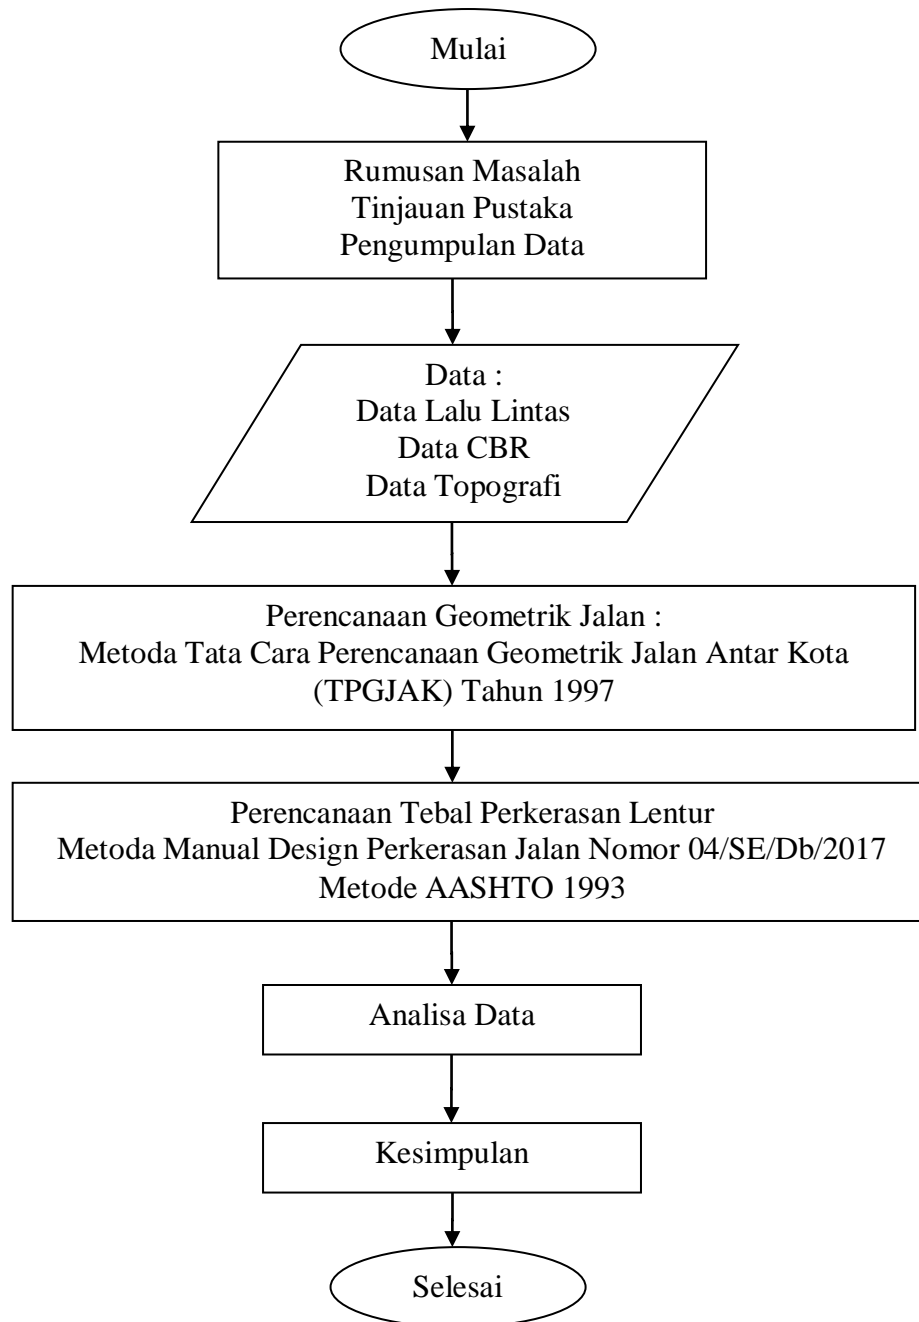 Mulai
Rumusan Masalah
Tinjauan Pustaka
Pengumpulan Data
Data :
Data Lalu Lintas
Data CBR
Data Topografi
Perencanaan Geometrik Jalan :
Metoda Tata Cara Perencanaan Geometrik Jalan Antar Kota
(TPGJAK) Tahun 1997
Perencanaan Tebal Perkerasan Lentur
Metoda Manual Design Perkerasan Jalan Nomor 04/SE/Db/2017
Metode AASHTO 1993
Analisa Data
Kesimpulan
Selesai